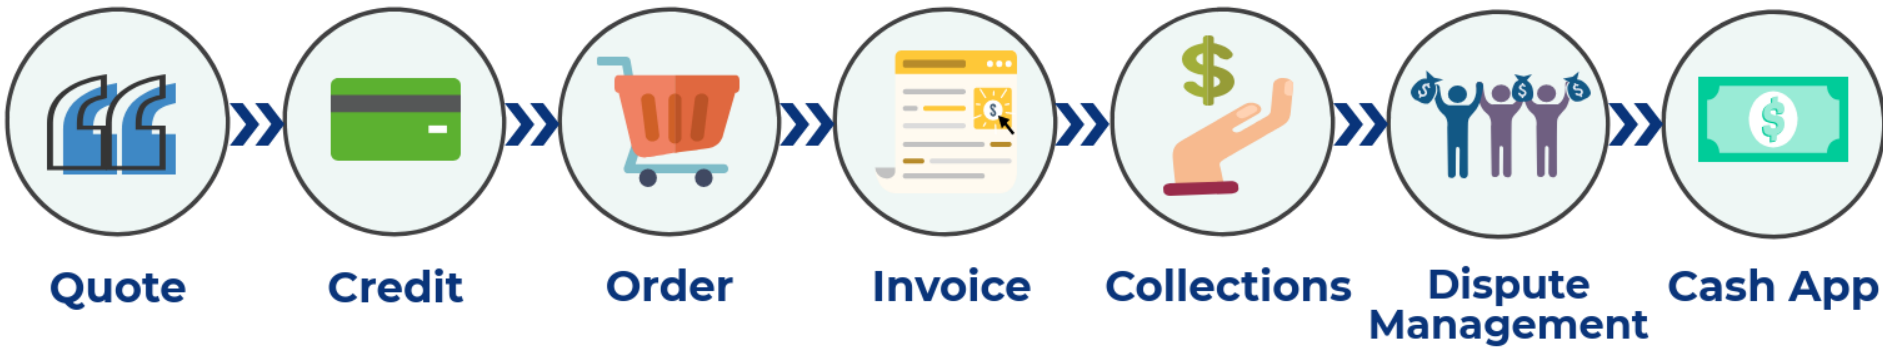 Quote
Credit
Order
Invoice
Collections
Dispute
Management
Cash App